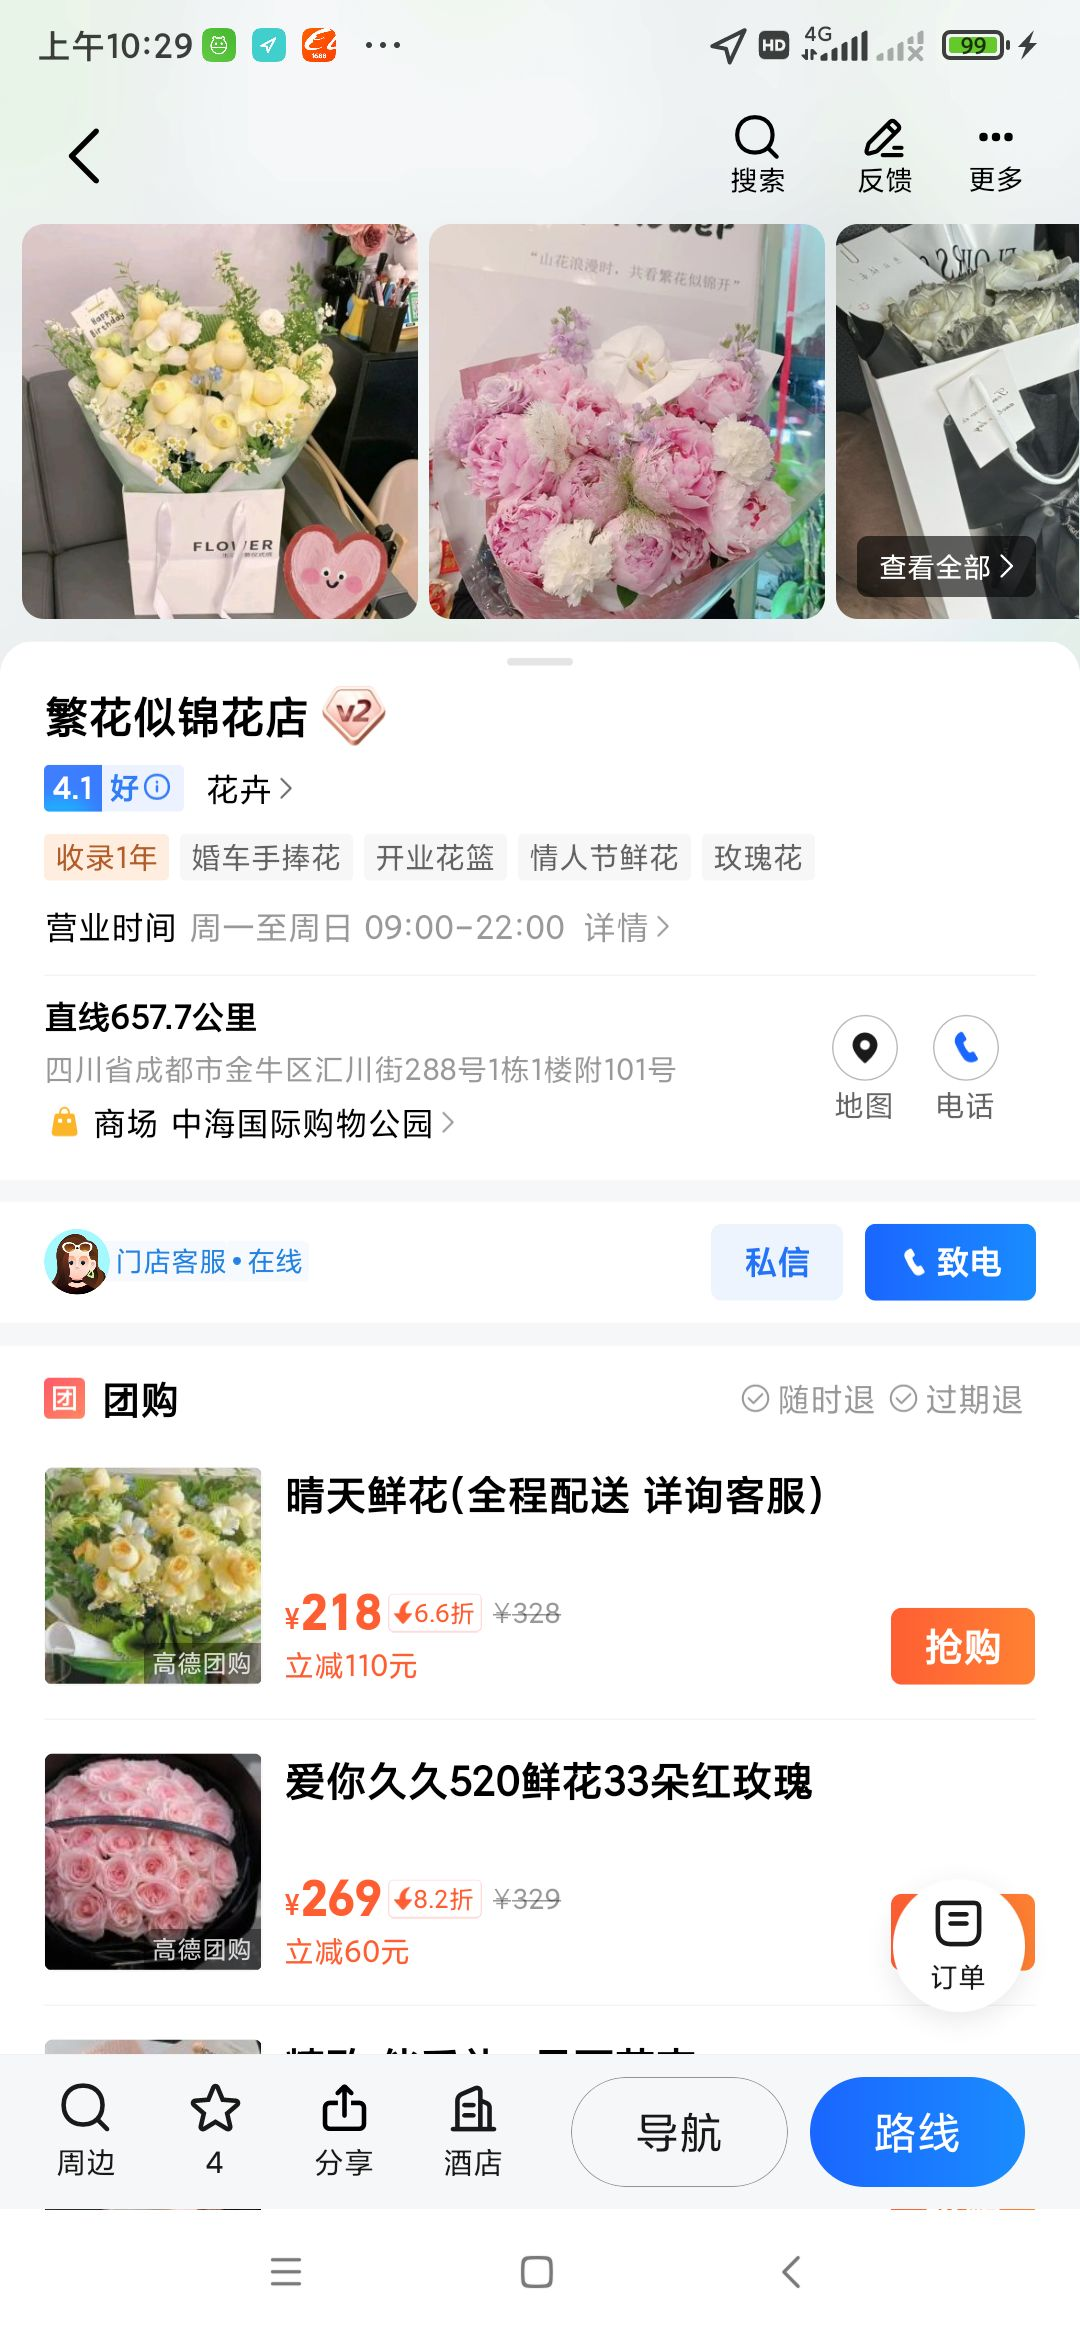 上午10:29
HD
4G
99
搜索
反馈
更多
Happy Birthday
FLOWER
“山花浪漫时，共看繁花似锦开”
查看全部
繁花似锦花店
v2
4.1 好 花卉
收录1年 婚车手捧花 开业花篮 情人节鲜花 玫瑰花
营业时间 周一至周日 09:00-22:00 详情
直线657.7公里
四川省成都市金牛区汇川街288号1栋1楼附101号
商场 中海国际购物公园
地图
电话
门店客服•在线
私信
致电
团 团购
随时退 过期退
晴天鲜花(全程配送 详询客服)
¥218 6.6折 ¥328
立减110元
抢购
高德团购
爱你久久520鲜花33朵红玫瑰
¥269 8.2折 ¥329
立减60元
高德团购
订单
周边
4
分享
酒店
导航
路线